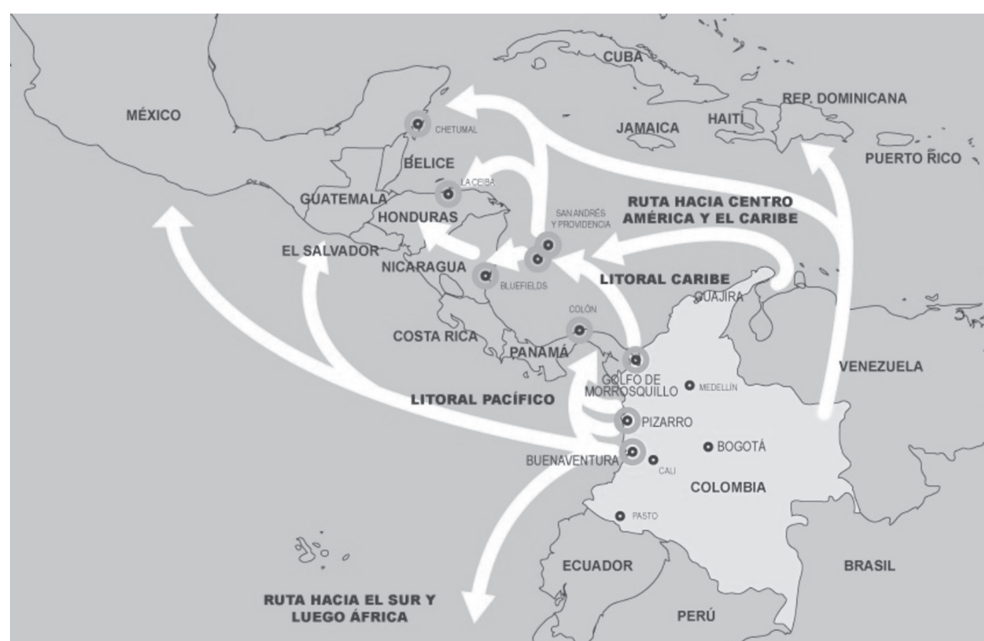 CUBA
MÉXICO
REP. DOMINICANA
HAITÍ
JAMAICA
CHETUMAL
PUERTO RICO
BELICE
LA CEIBA
GUATEMALA
RUTA HACIA CENTRO
AMÉRICA Y EL CARIBE
HONDURAS
SAN ANDRÉS
Y PROVIDENCIA
EL SALVADOR
NICARAGUA
LITORAL CARIBE
BLUEFIELDS
GUAJIRA
COLÓN
COSTA RICA
PANAMÁ
VENEZUELA
GOLFO DE
MORROSQUILLO
MEDELLÍN
LITORAL PACÍFICO
PIZARRO
BOGOTÁ
BUENAVENTURA
CALI
COLOMBIA
PASTO
ECUADOR
BRASIL
RUTA HACIA EL SUR Y
LUEGO ÁFRICA
PERÚ